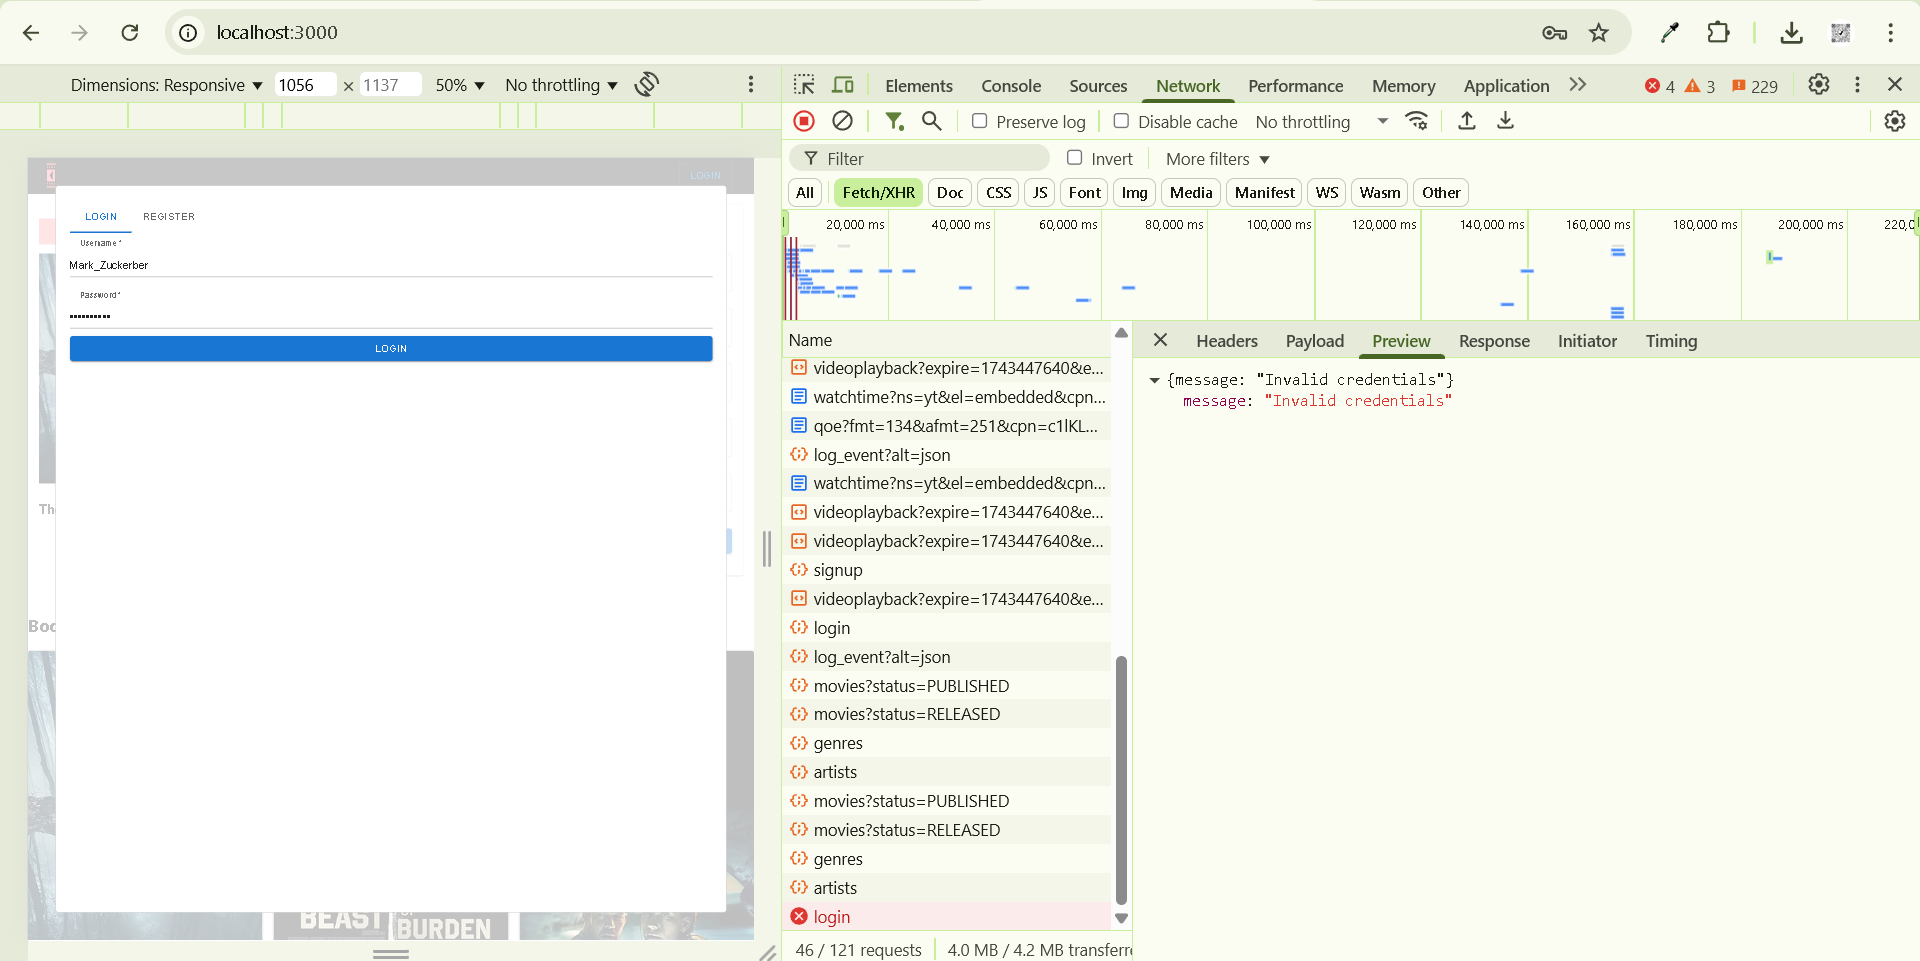 localhost:3000
Dimensions: Responsive 1056 × 1137 50% No throttling
LOGIN
LOGIN REGISTER
Username *
Mark_Zuckerber
Password *
••••••••••
LOGIN
Th
Boo
BEAST OF BURDEN
Elements Console Sources Network Performance Memory Application 4 3 229
Preserve log Disable cache No throttling
Filter Invert More filters
All Fetch/XHR Doc CSS JS Font Img Media Manifest WS Wasm Other
20,000 ms 40,000 ms 60,000 ms 80,000 ms 100,000 ms 120,000 ms 140,000 ms 160,000 ms 180,000 ms 200,000 ms 220,0
Name
videoplayback?expire=1743447640&e...
watchtime?ns=yt&el=embedded&cpn...
qoe?fmt=134&afmt=251&cpn=c1lKL...
log_event?alt=json
watchtime?ns=yt&el=embedded&cpn...
videoplayback?expire=1743447640&e...
videoplayback?expire=1743447640&e...
signup
videoplayback?expire=1743447640&e...
login
log_event?alt=json
movies?status=PUBLISHED
movies?status=RELEASED
genres
artists
movies?status=PUBLISHED
movies?status=RELEASED
genres
artists
login
46 / 121 requests 4.0 MB / 4.2 MB transferre
Headers Payload Preview Response Initiator Timing
{message: "Invalid credentials"}
message: "Invalid credentials"